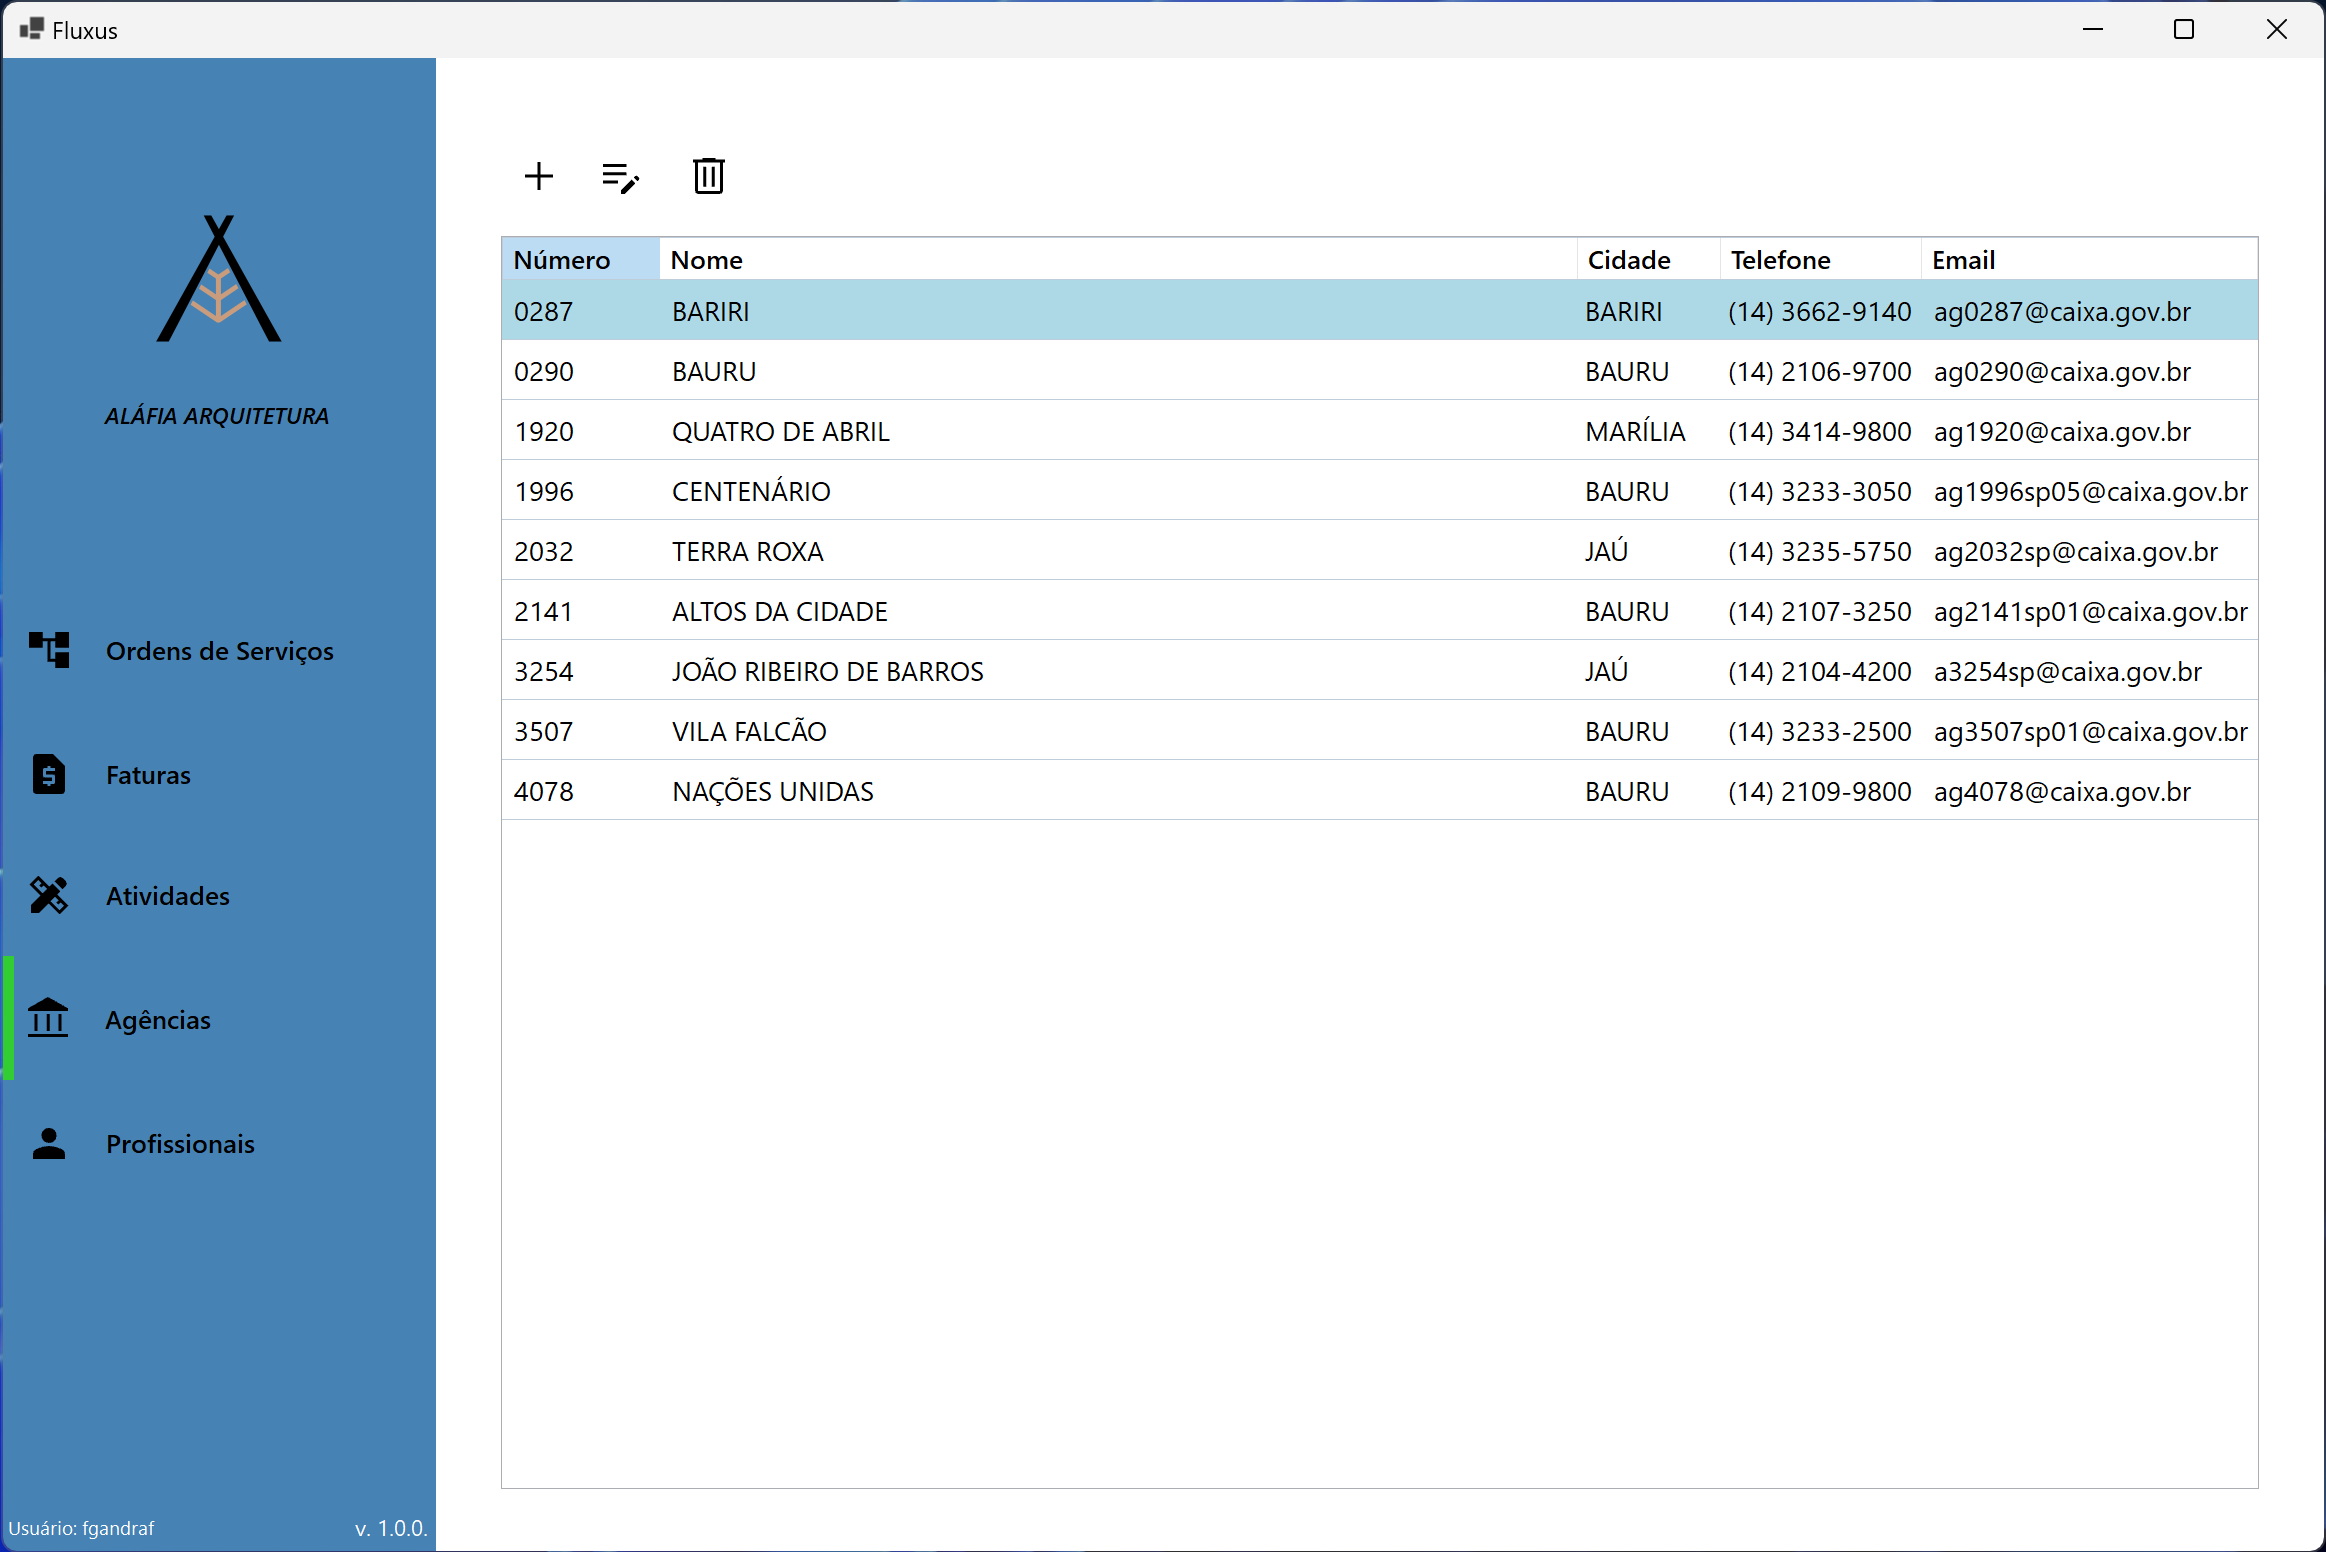 Fluxus
ALÁFIA ARQUITETURA
Ordens de Serviços
Faturas
Atividades
Agências
Profissionais
Usuário: fgandraf v. 1.0.0.
Número Nome Cidade Telefone Email
0287 BARIRI BARIRI (14) 3662-9140 ag0287@caixa.gov.br
0290 BAURU BAURU (14) 2106-9700 ag0290@caixa.gov.br
1920 QUATRO DE ABRIL MARÍLIA (14) 3414-9800 ag1920@caixa.gov.br
1996 CENTENÁRIO BAURU (14) 3233-3050 ag1996sp05@caixa.gov.br
2032 TERRA ROXA JAÚ (14) 3235-5750 ag2032sp@caixa.gov.br
2141 ALTOS DA CIDADE BAURU (14) 2107-3250 ag2141sp01@caixa.gov.br
3254 JOÃO RIBEIRO DE BARROS JAÚ (14) 2104-4200 a3254sp@caixa.gov.br
3507 VILA FALCÃO BAURU (14) 3233-2500 ag3507sp01@caixa.gov.br
4078 NAÇÕES UNIDAS BAURU (14) 2109-9800 ag4078@caixa.gov.br